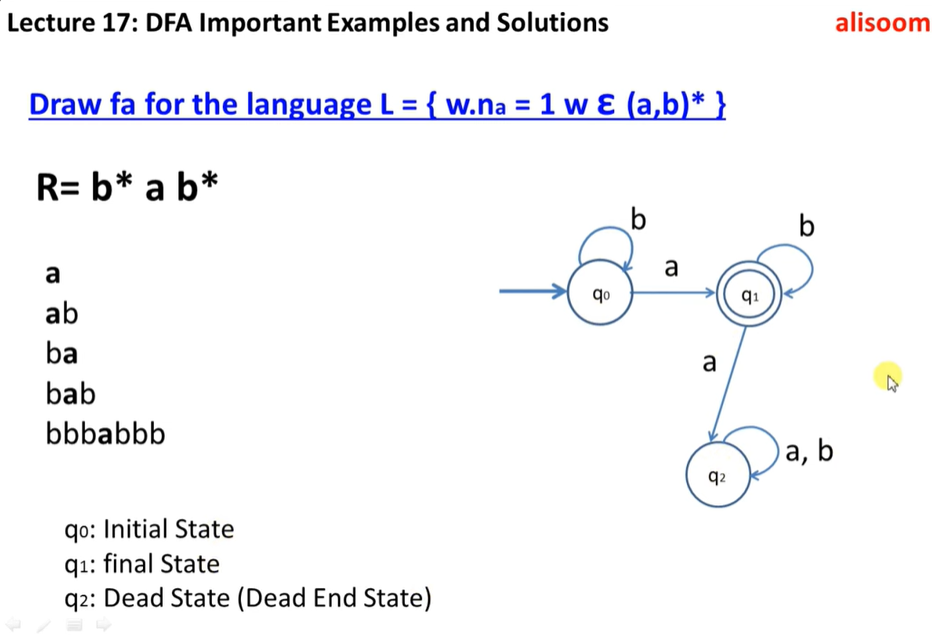 Lecture 17: DFA Important Examples and Solutions
alisoom
Draw fa for the language L = { w.na = 1 w Ɛ (a,b)* }
R= b* a b*
a
ab
ba
bab
bbbabbb
b
b
a
q0
q1
a
a, b
q2
q0: Initial State
q1: final State
q2: Dead State (Dead End State)